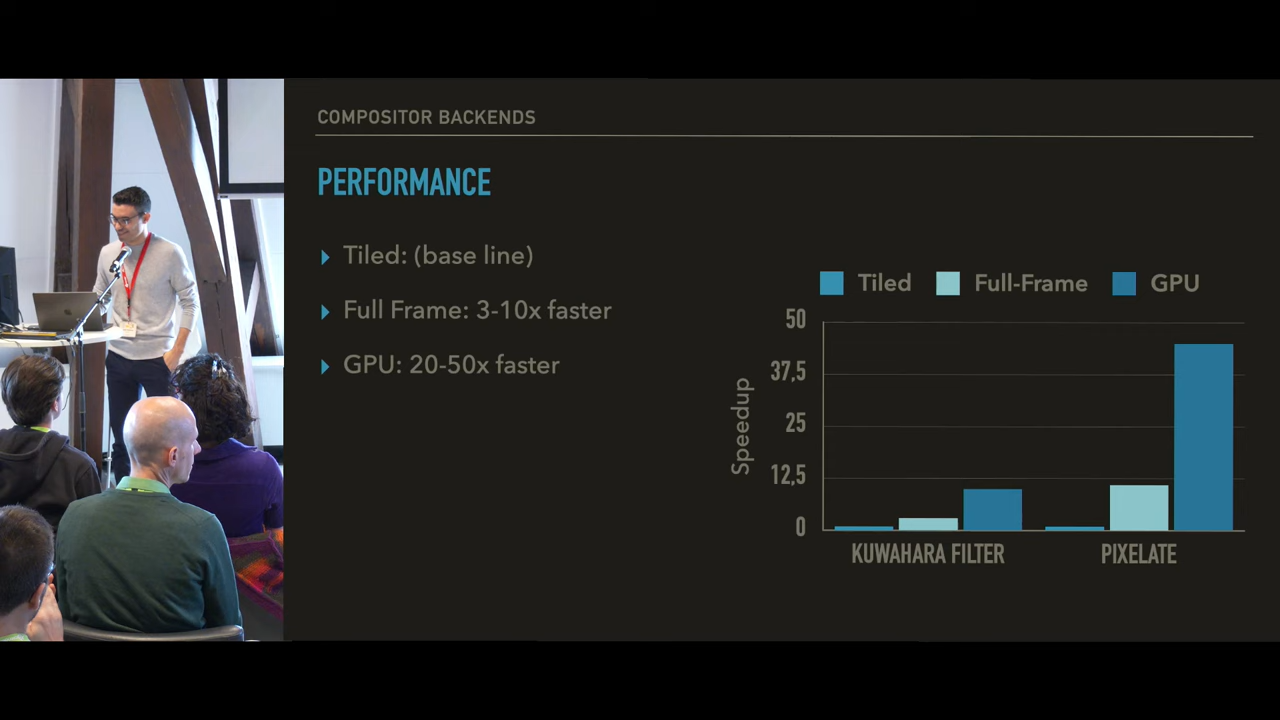 COMPOSITOR BACKENDS
PERFORMANCE
Tiled: (base line)
Full Frame: 3-10x faster
GPU: 20-50x faster
Tiled Full-Frame GPU
50
37,5
25
12,5
0
Speedup
KUWAHARA FILTER PIXELATE